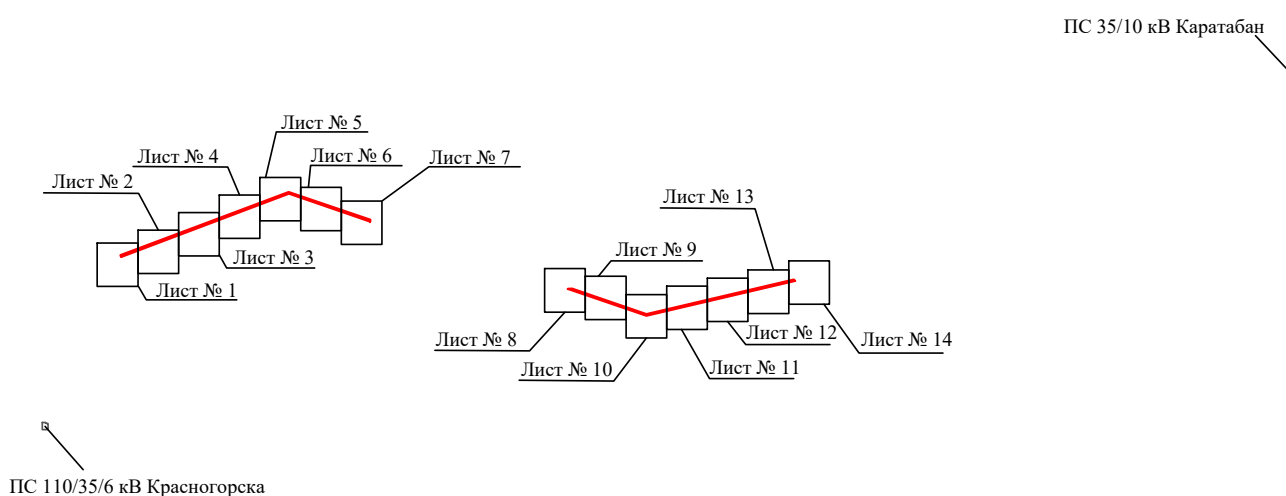 ПС 35/10 кВ Каратабан
Лист № 5
Лист № 4
Лист № 6
Лист № 7
Лист № 2
Лист № 13
Лист № 9
Лист № 3
Лист № 1
Лист № 8
Лист № 12
Лист № 14
Лист № 10
Лист № 11
ПС 110/35/6 кВ Красногорска